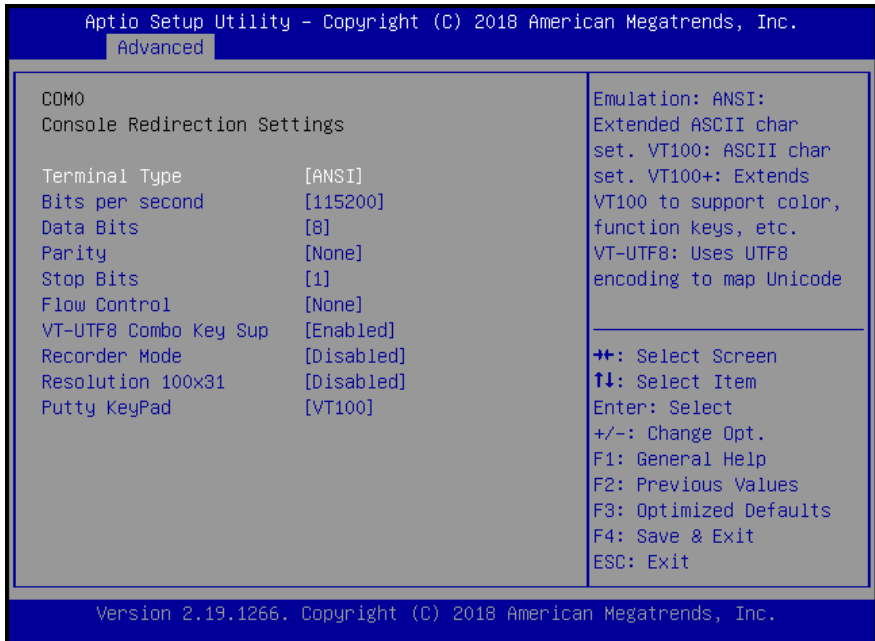 Aptio Setup Utility – Copyright (C) 2018 American Megatrends, Inc.
Advanced
COM0
Console Redirection Settings
Terminal Type [ANSI]
Bits per second [115200]
Data Bits [8]
Parity [None]
Stop Bits [1]
Flow Control [None]
VT-UTF8 Combo Key Sup [Enabled]
Recorder Mode [Disabled]
Resolution 100x31 [Disabled]
Putty KeyPad [VT100]
Emulation: ANSI:
Extended ASCII char
set. VT100: ASCII char
set. VT100+: Extends
VT100 to support color,
function keys, etc.
VT-UTF8: Uses UTF8
encoding to map Unicode
→←: Select Screen
↑↓: Select Item
Enter: Select
+/-: Change Opt.
F1: General Help
F2: Previous Values
F3: Optimized Defaults
F4: Save & Exit
ESC: Exit
Version 2.19.1266. Copyright (C) 2018 American Megatrends, Inc.